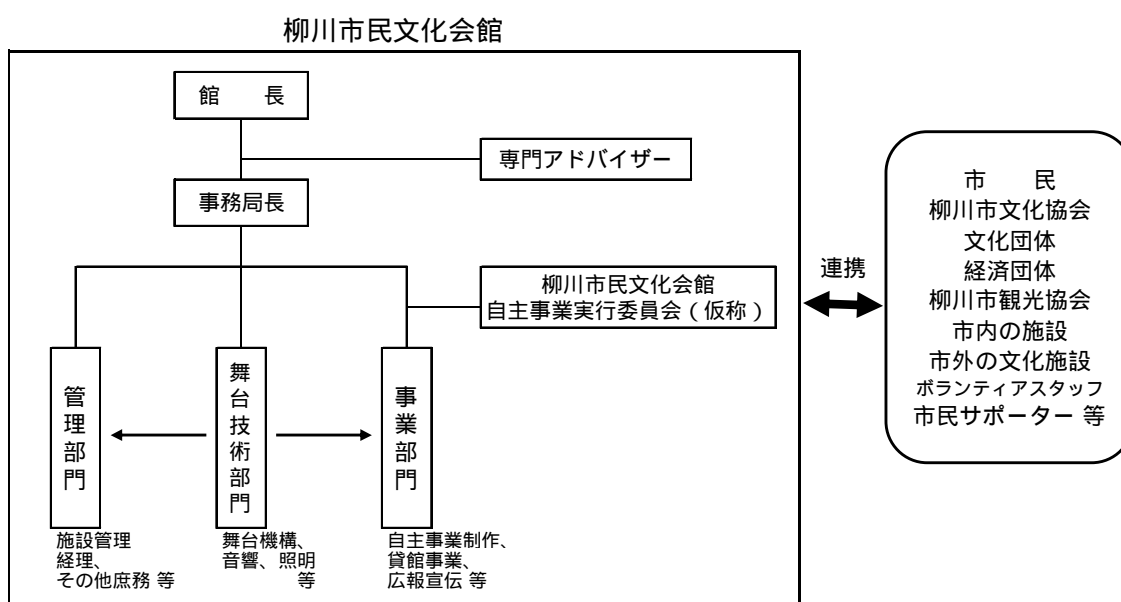 柳川市民文化会館
館　　長
専門アドバイザー
事務局長
柳川市民文化会館
自主事業実行委員会（仮称）
管理部門
舞台技術部門
事業部門
施設管理
経理、
その他庶務 等
舞台機構、
音響、照明
等
自主事業制作、
貸館事業、
広報宣伝 等
連携
市　　民
柳川市文化協会
文化団体
経済団体
柳川市観光協会
市内の施設
市外の文化施設
ボランティアスタッフ
市民サポーター 等